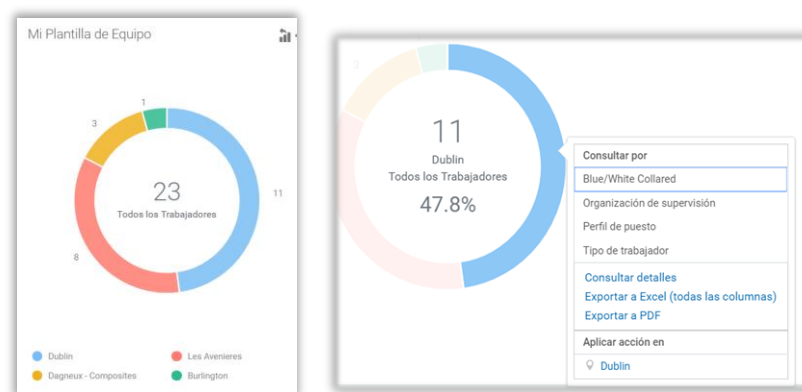 Mi Plantilla de Equipo
1
3
23
Todos los Trabajadores
11
8
Dublin
Les Avenieres
Dagneux - Composites
Burlington
11
Dublin
Todos los Trabajadores
47.8%
Consultar por
Blue/White Collared
Organización de supervisión
Perfil de puesto
Tipo de trabajador
Consultar detalles
Exportar a Excel (todas las columnas)
Exportar a PDF
Aplicar acción en
Dublin